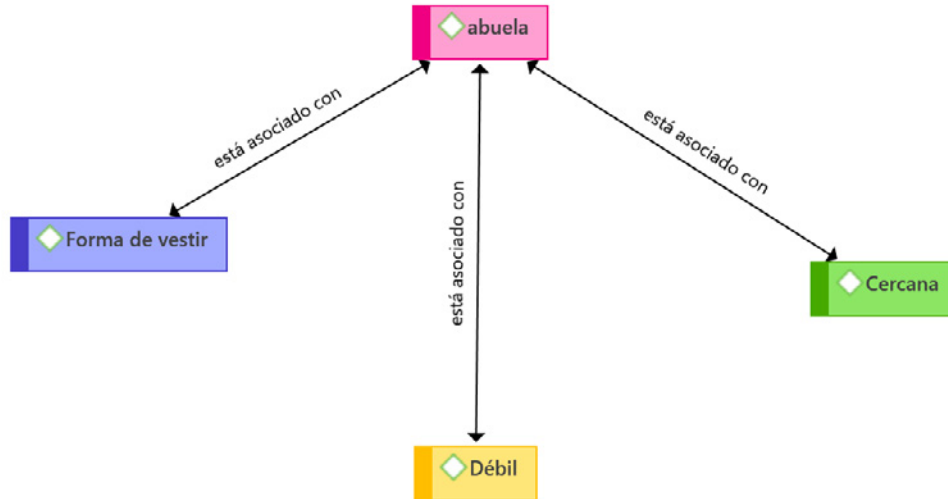 abuela
está asociado con
está asociado con
está asociado con
Forma de vestir
Cercana
Débil